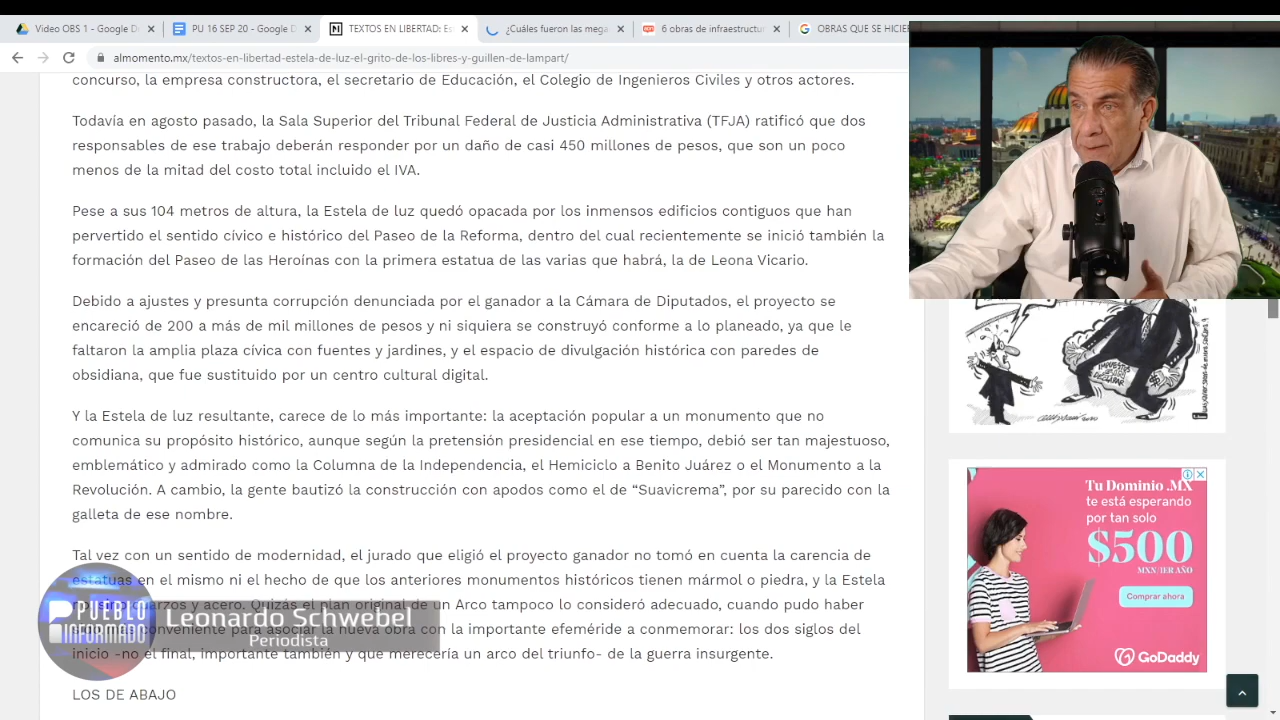 Video OBS 1 - Google D
PDF 16 SEP 20 - Google D
TEXTOS EN LIBERTAD: Es
¿Cuáles fueron las mega
6 obras de infraestructur
OBRAS QUE SE HICIER
almomento.mx/textos-en-libertad-estela-de-luz-el-grito-de-los-libres-y-guillen-de-lampart/
concurso, la empresa constructora, el secretario de Educación, el Colegio de Ingenieros Civiles y otros actores.
Todavía en agosto pasado, la Sala Superior del Tribunal Federal de Justicia Administrativa (TFJA) ratificó que dos
responsables de ese trabajo deberán responder por un daño de casi 450 millones de pesos, que son un poco
menos de la mitad del costo total incluido el IVA.
Pese a sus 104 metros de altura, la Estela de luz quedó opacada por los inmensos edificios contiguos que han
pervertido el sentido cívico e histórico del Paseo de la Reforma, dentro del cual recientemente se inició también la
formación del Paseo de las Heroínas con la primera estatua de las varias que habrá, la de Leona Vicario.
Debido a ajustes y presunta corrupción denunciada por el ganador a la Cámara de Diputados, el proyecto se
encareció de 200 a más de mil millones de pesos y ni siquiera se construyó conforme a lo planeado, ya que le
faltaron la amplia plaza cívica con fuentes y jardines, y el espacio de divulgación histórica con paredes de
obsidiana, que fue sustituido por un centro cultural digital.
Y la Estela de luz resultante, carece de lo más importante: la aceptación popular a un monumento que no
comunica su propósito histórico, aunque según la pretensión presidencial en ese tiempo, debió ser tan majestuoso,
emblemático y admirado como la Columna de la Independencia, el Hemiciclo a Benito Juárez o el Monumento a la
Revolución. A cambio, la gente bautizó la construcción con apodos como el de “Suavicrema”, por su parecido con la
galleta de ese nombre.
Tal vez con un sentido de modernidad, el jurado que eligió el proyecto ganador no tomó en cuenta la carencia de
estatuas en el mismo ni el hecho de que los anteriores monumentos históricos tienen mármol o piedra, y la Estela
cuarzos y acero. Quizás el plan original de un Arco tampoco lo consideró adecuado, cuando pudo haber
conveniente para asociar la nueva obra con la importante efeméride a conmemorar: los dos siglos del
inicio -no el final, importante también y que merecería un arco del triunfo- de la guerra insurgente.
LOS DE ABAJO
PUEBLO
INFORMADO
Leonardo Schwebel
Periodista
Tu Dominio .MX
te está esperando
por tan solo
$500
MXN/1ER AÑO
Comprar ahora
GoDaddy